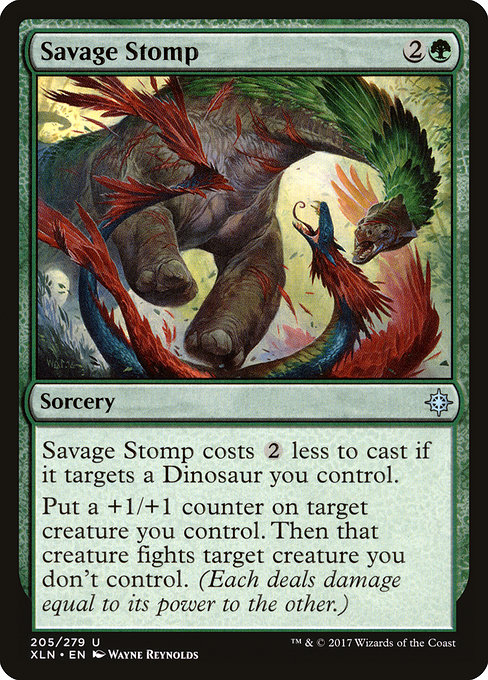 Savage Stomp 2
Sorcery
Savage Stomp costs 2 less to cast if
it targets a Dinosaur you control.
Put a +1/+1 counter on target
creature you control. Then that
creature fights target creature you
don't control. (Each deals damage
equal to its power to the other.)
205/279 U
XLN • EN Wayne Reynolds
™ & © 2017 Wizards of the Coast